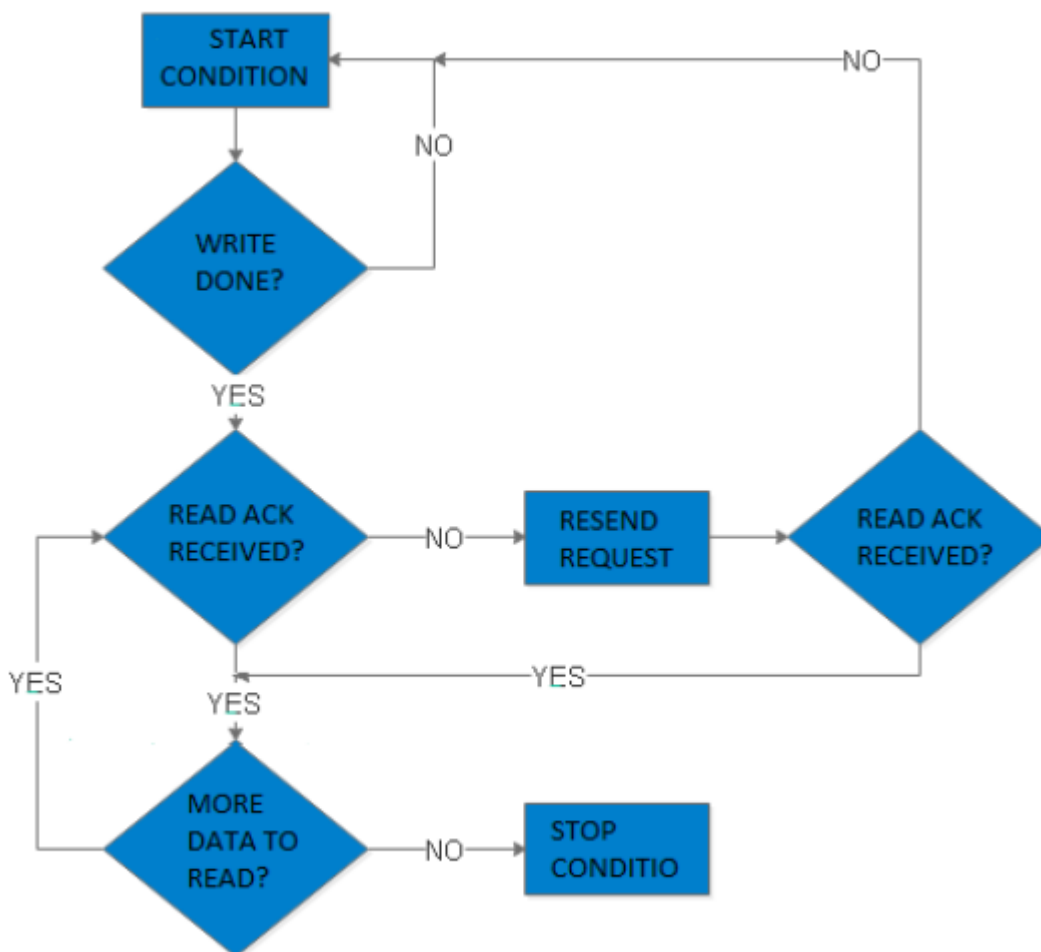 START
CONDITION
NO
NO
WRITE
DONE?
YES
READ ACK
RECEIVED?
NO
RESEND
REQUEST
READ ACK
RECEIVED?
YES
YES
YES
MORE
DATA TO
READ?
NO
STOP
CONDITIO